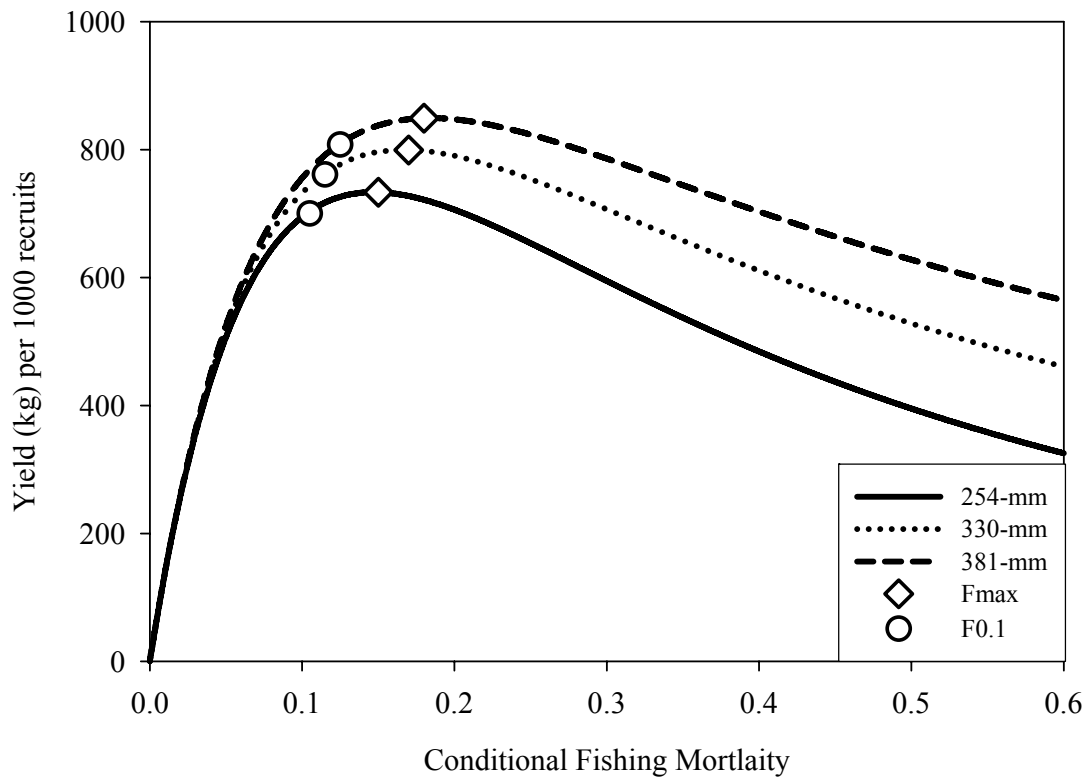 1000
800
600
400
200
0
Yield (kg) per 1000 recruits
254-mm
330-mm
381-mm
Fmax
F0.1
0.0 0.1 0.2 0.3 0.4 0.5 0.6
Conditional Fishing Mortlaity